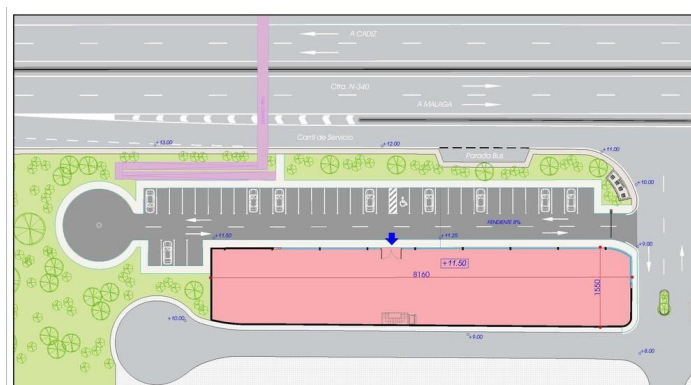 A CADIZ
Ctra. N-340
A MALAGA
Carril de Servicio
+13.00
+12.00
Parada Bus
+11.00
+10.00
PENDIENTE 8%
+11.50
+11.25
+9.00
+11.50
8160
1550
+10.00
+9.00
+8.00